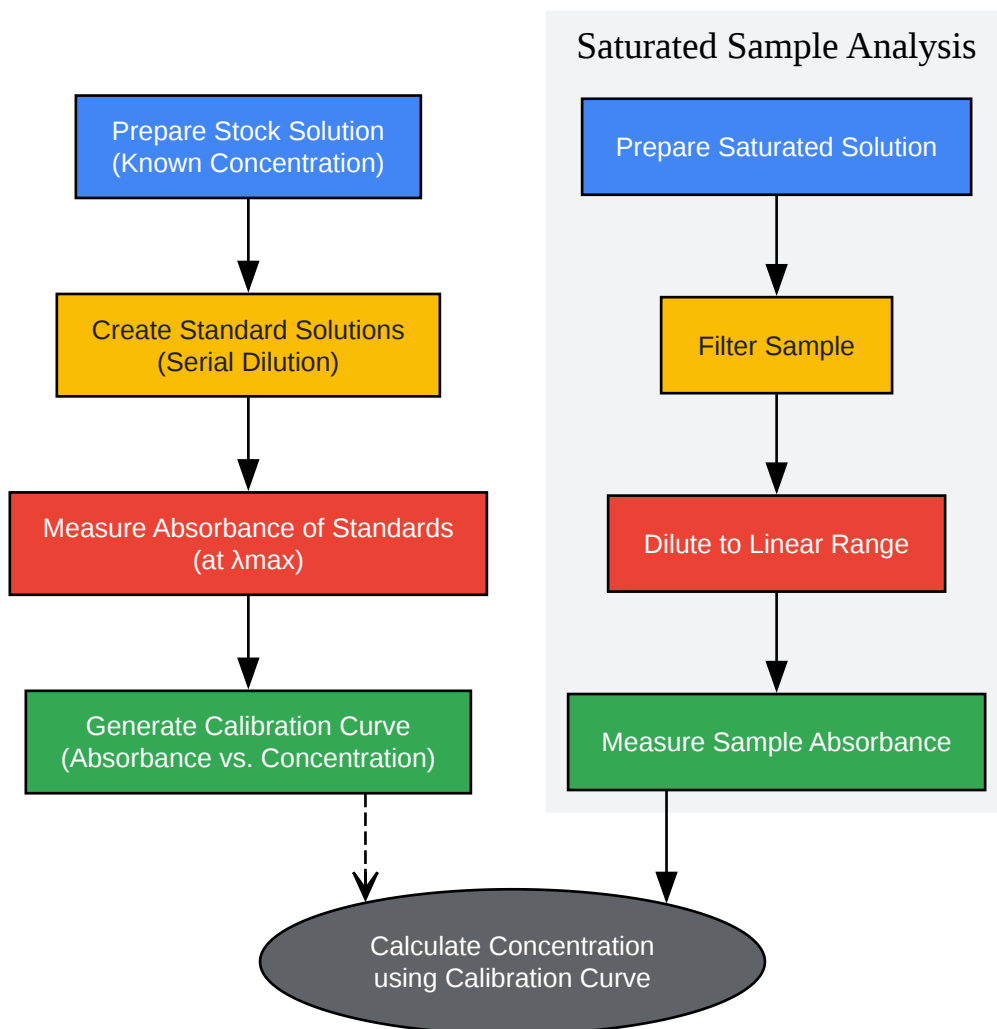 Saturated Sample Analysis
Prepare Stock Solution
(Known Concentration)
Prepare Saturated Solution
Create Standard Solutions
(Serial Dilution)
Filter Sample
Measure Absorbance of Standards
(at λmax)
Dilute to Linear Range
Generate Calibration Curve
(Absorbance vs. Concentration)
Measure Sample Absorbance
Calculate Concentration
using Calibration Curve